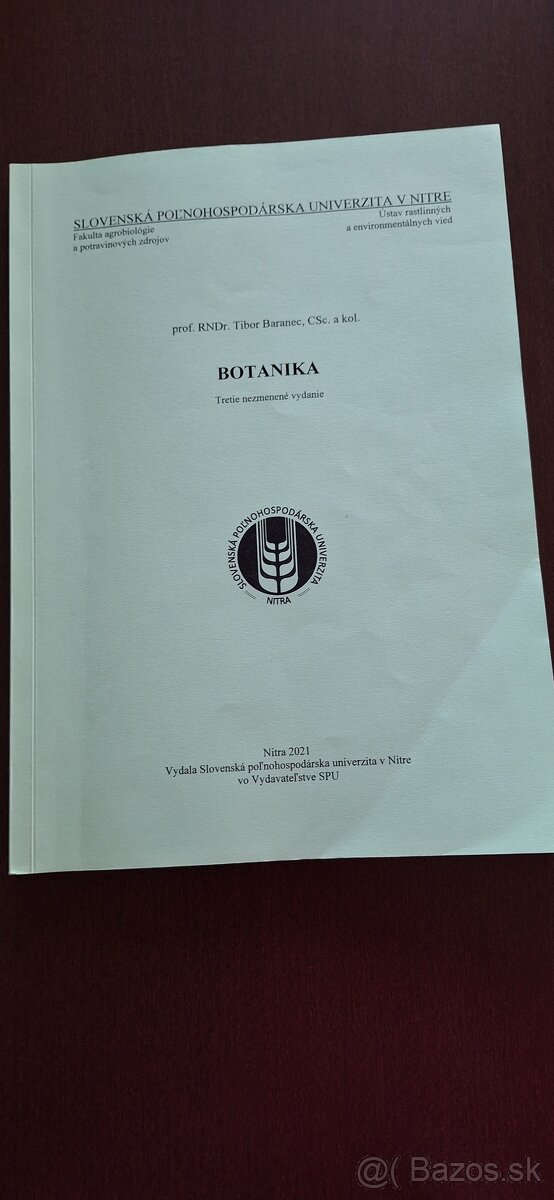 SLOVENSKÁ POĽNOHOSPODÁRSKA UNIVERZITA V NITRE
Fakulta agrobiológie
a potravinových zdrojov
Ústav rastlinných
a environmentálnych vied
prof. RNDr. Tibor Baranec, CSc. a kol.
BOTANIKA
Tretie nezmenené vydanie
SLOVENSKÁ POĽNOHOSPODÁRSKA UNIVERZITA
NITRA
Nitra 2021
Vydala Slovenská poľnohospodárska univerzita v Nitre
vo Vydavateľstve SPU
@( Bazos.sk